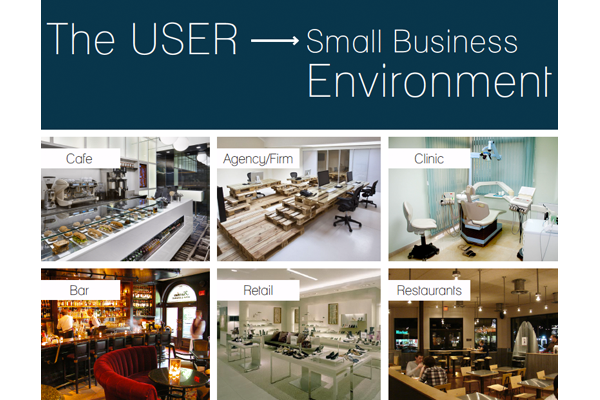 The USER → Small Business
Environment
Cafe
Agency/Firm
Clinic
Bar
Retail
Restaurants